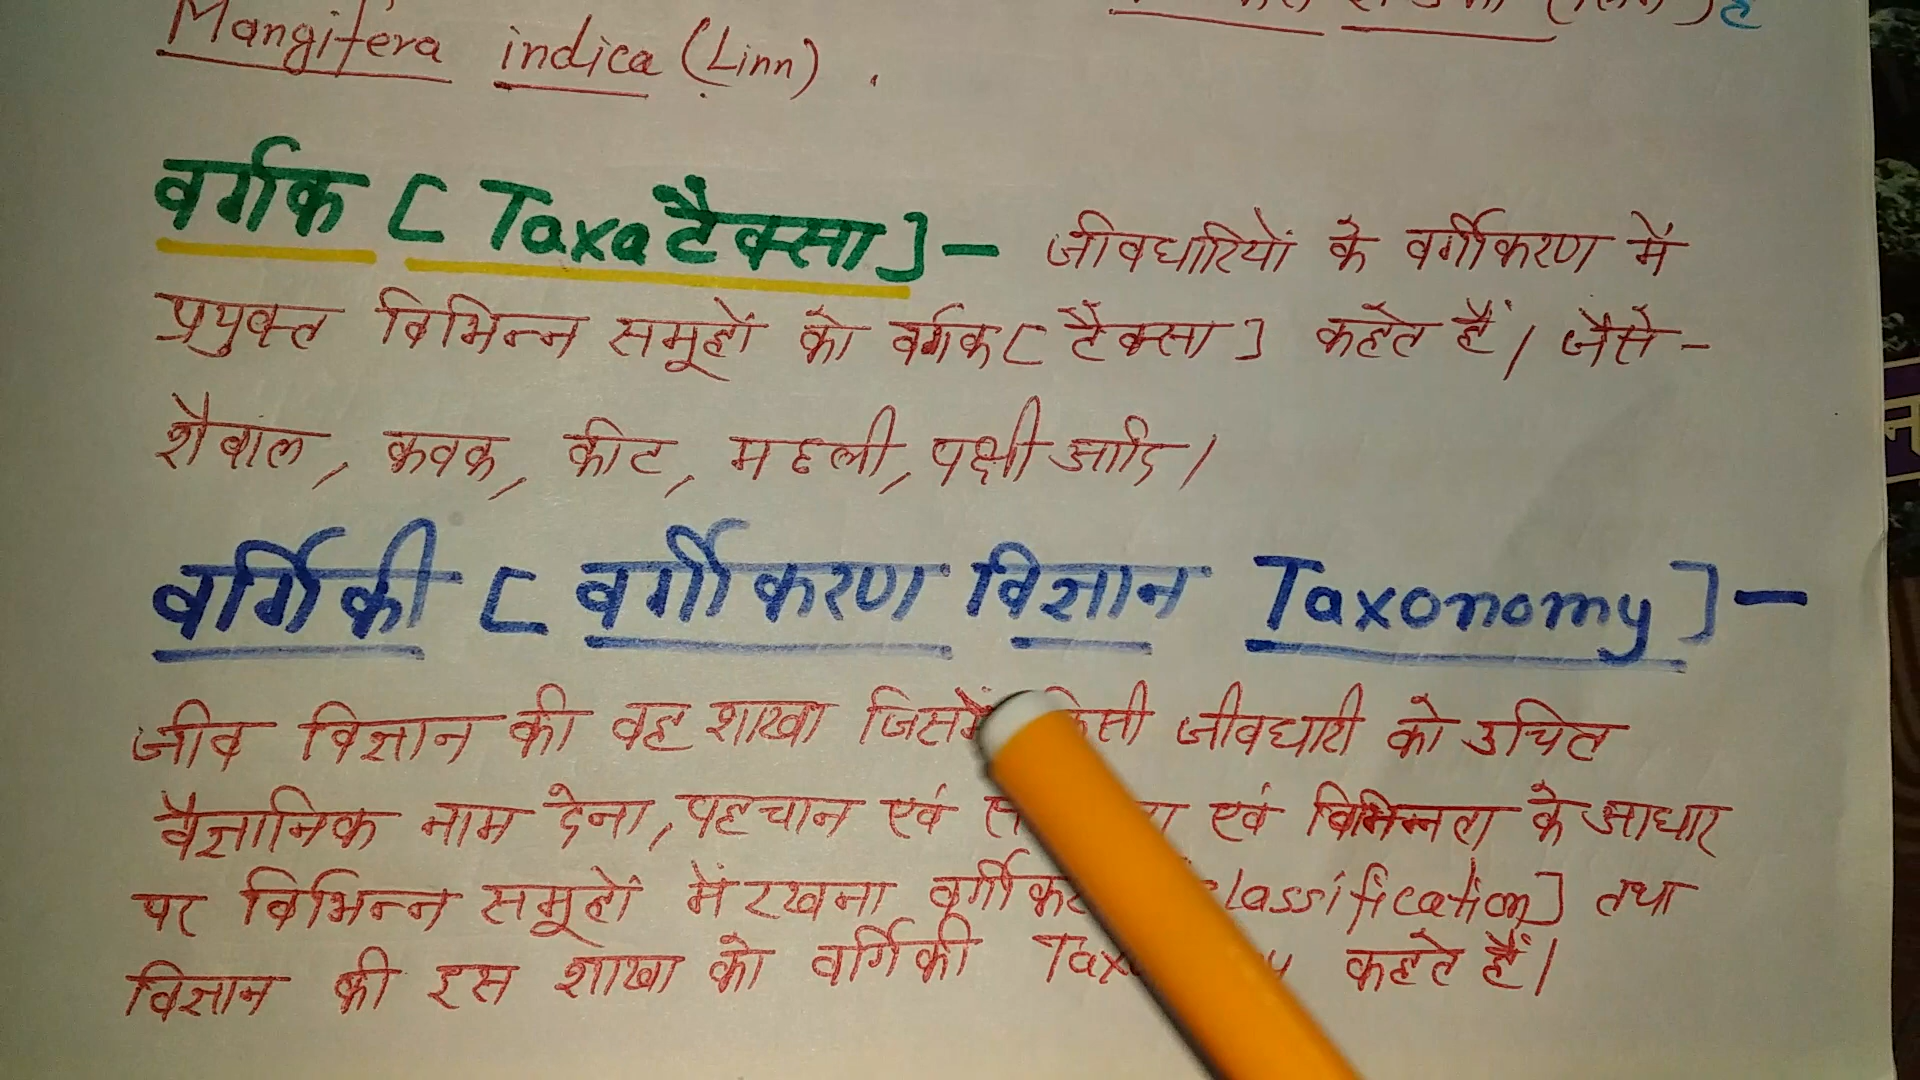 Mangifera indica (Linn).
वर्गक [Taxa टैक्सा] - जीवधारियों के वर्गीकरण में
प्रयुक्त विभिन्न समूहों को वर्गक [टैक्सा] कहते हैं। जैसे -
शैवाल, कवक, कीट, मछली, पक्षी आदि।
वर्गिकी [वर्गीकरण विज्ञान Taxonomy] -
जीव विज्ञान की वह शाखा जिसमें जीवधारी को उचित
वैज्ञानिक नाम देना, पहचान एवं एवं विभिन्नता के आधार
पर विभिन्न समूहों में रखना तथा
विज्ञान की इस शाखा को वर्गिकी कहते हैं।